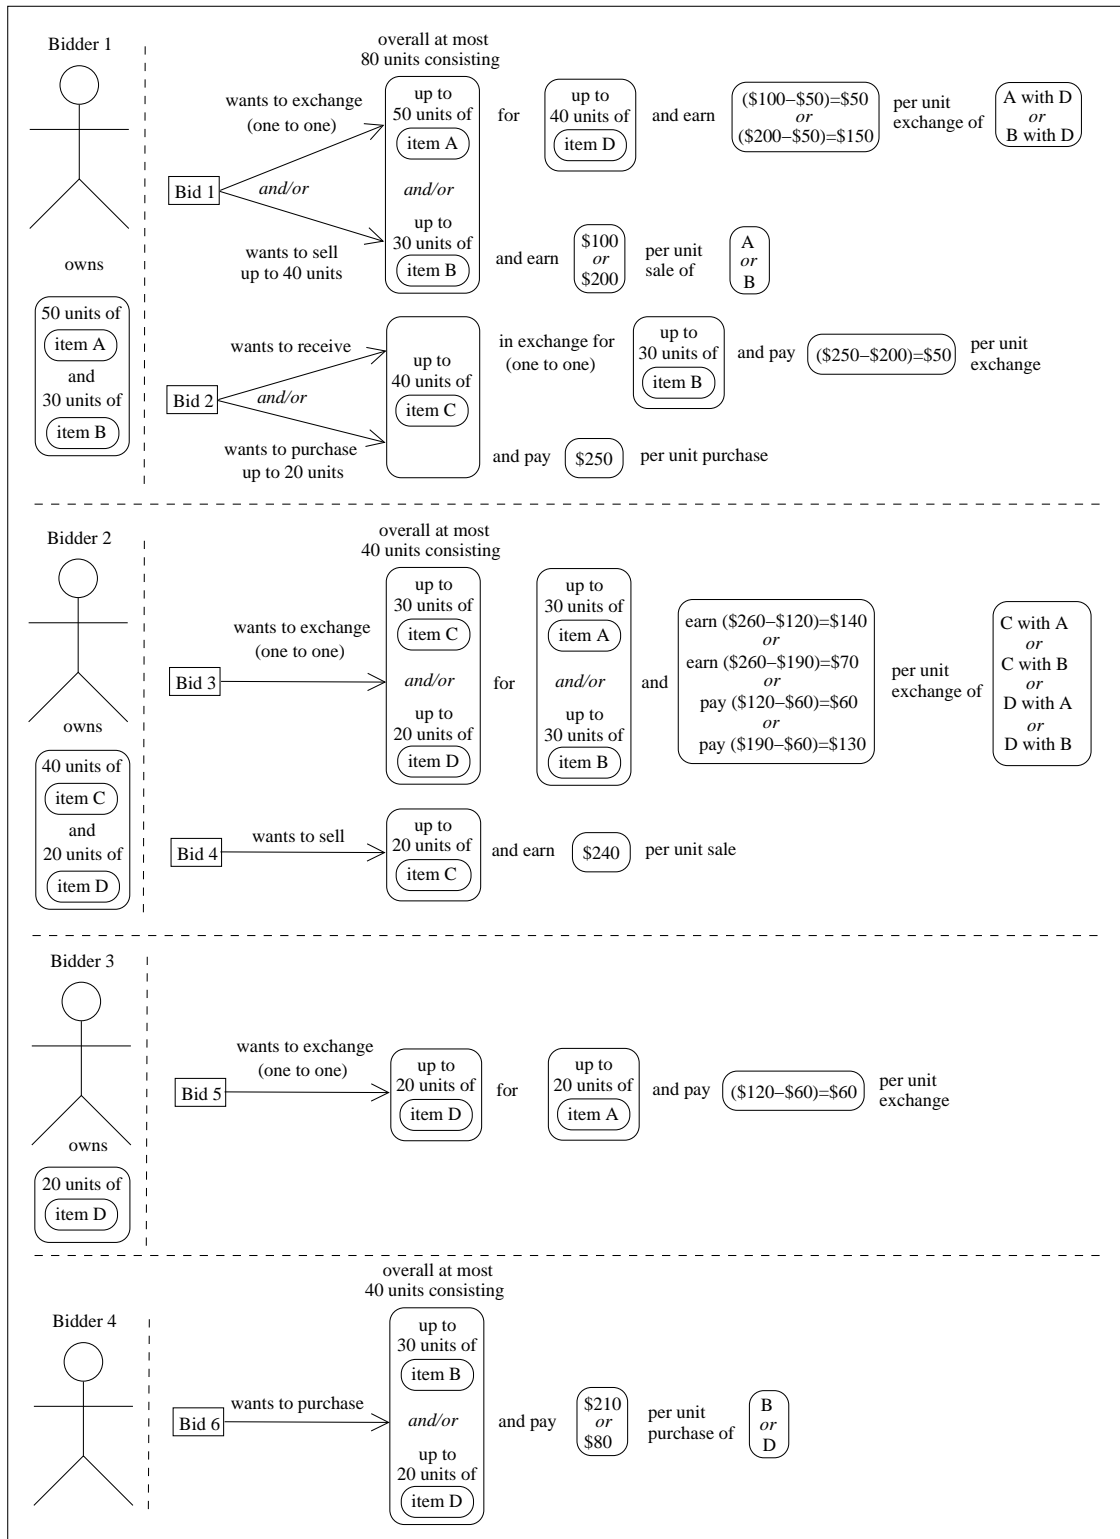 Bidder 1
owns
50 units of
item A
and
30 units of
item B
Bid 1
wants to exchange
(one to one)
and/or
wants to sell
up to 40 units
overall at most
80 units consisting
up to
50 units of
item A
and/or
up to
30 units of
item B
for
up to
40 units of
item D
and earn
($100–$50)=$50
or
($200–$50)=$150
per unit
exchange of
A with D
or
B with D
and earn
$100
or
$200
per unit
sale of
A
or
B
Bid 2
wants to receive
and/or
wants to purchase
up to 20 units
up to
40 units of
item C
in exchange for
(one to one)
up to
30 units of
item B
and pay
($250–$200)=$50
per unit
exchange
and pay
$250
per unit purchase
Bidder 2
owns
40 units of
item C
and
20 units of
item D
Bid 3
wants to exchange
(one to one)
overall at most
40 units consisting
up to
30 units of
item C
and/or
up to
20 units of
item D
for
up to
30 units of
item A
and/or
up to
30 units of
item B
and
earn ($260–$120)=$140
or
earn ($260–$190)=$70
or
pay ($120–$60)=$60
or
pay ($190–$60)=$130
per unit
exchange of
C with A
or
C with B
or
D with A
or
D with B
Bid 4
wants to sell
up to
20 units of
item C
and earn
$240
per unit sale
Bidder 3
owns
20 units of
item D
Bid 5
wants to exchange
(one to one)
up to
20 units of
item D
for
up to
20 units of
item A
and pay
($120–$60)=$60
per unit
exchange
Bidder 4
Bid 6
wants to purchase
overall at most
40 units consisting
up to
30 units of
item B
and/or
up to
20 units of
item D
and pay
$210
or
$80
per unit
purchase of
B
or
D